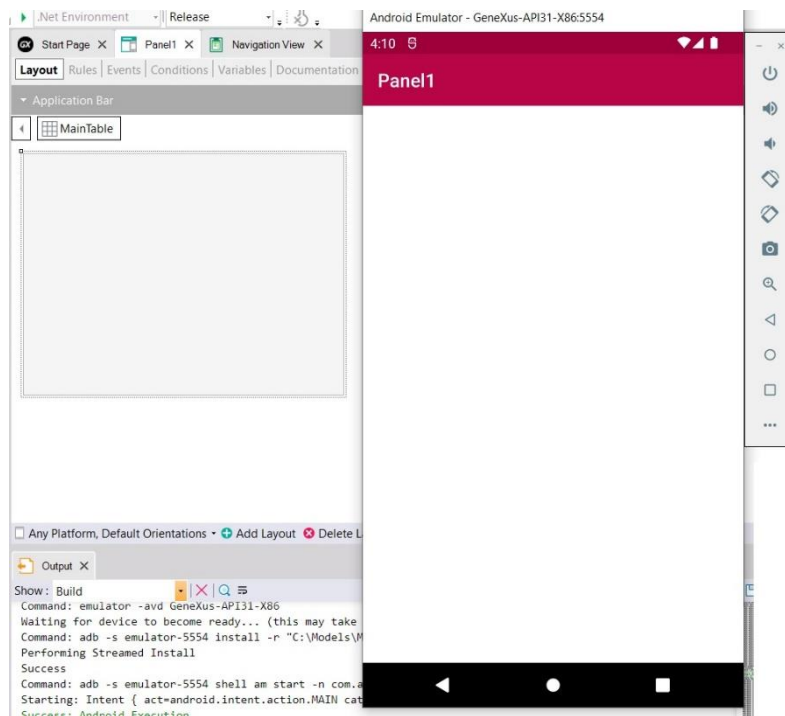 .Net Environment
Release
Start Page
Panel1
Navigation View
Layout Rules Events Conditions Variables Documentation
Application Bar
MainTable
Any Platform, Default Orientations
Add Layout
Delete L
Output
Show: Build
Command: emulator -avd GeneXus-API31-X86
Waiting for device to become ready... (this may take
Command: adb -s emulator-5554 install -r "C:\Models\M
Performing Streamed Install
Success
Command: adb -s emulator-5554 shell am start -n com.a
Starting: Intent { act=android.intent.action.MAIN cat
Success: Android Execution
Android Emulator - GeneXus-API31-X86:5554
4:10
Panel1